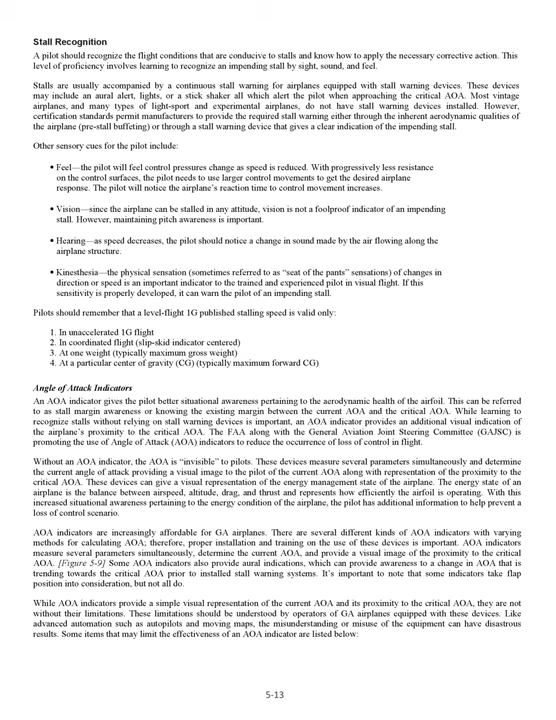 Stall Recognition
A pilot should recognize the flight conditions that are conducive to stalls and know how to apply the necessary corrective action. This
level of proficiency involves learning to recognize an impending stall by sight, sound, and feel.
Stalls are usually accompanied by a continuous stall warning for airplanes equipped with stall warning devices. These devices
may include an aural alert, lights, or a stick shaker all which alert the pilot when approaching the critical AOA. Most vintage
airplanes, and many types of light-sport and experimental airplanes, do not have stall warning devices installed. However,
certification standards permit manufacturers to provide the required stall warning either through the inherent aerodynamic qualities of
the airplane (pre-stall buffeting) or through a stall warning device that gives a clear indication of the impending stall.
Other sensory cues for the pilot include:
• Feel—the pilot will feel control pressures change as speed is reduced. With progressively less resistance
on the control surfaces, the pilot needs to use larger control movements to get the desired airplane
response. The pilot will notice the airplane's reaction time to control movement increases.
• Vision—since the airplane can be stalled in any attitude, vision is not a foolproof indicator of an impending
stall. However, maintaining pitch awareness is important.
• Hearing—as speed decreases, the pilot should notice a change in sound made by the air flowing along the
airplane structure.
• Kinesthesia—the physical sensation (sometimes referred to as “seat of the pants” sensations) of changes in
direction or speed is an important indicator to the trained and experienced pilot in visual flight. If this
sensitivity is properly developed, it can warn the pilot of an impending stall.
Pilots should remember that a level-flight 1G published stalling speed is valid only:
1. In unaccelerated 1G flight
2. In coordinated flight (slip-skid indicator centered)
3. At one weight (typically maximum gross weight)
4. At a particular center of gravity (CG) (typically maximum forward CG)
Angle of Attack Indicators
An AOA indicator gives the pilot better situational awareness pertaining to the aerodynamic health of the airfoil. This can be referred
to as stall margin awareness or knowing the existing margin between the current AOA and the critical AOA. While learning to
recognize stalls without relying on stall warning devices is important, an AOA indicator provides an additional visual indication of
the airplane's proximity to the critical AOA. The FAA along with the General Aviation Joint Steering Committee (GAJSC) is
promoting the use of Angle of Attack (AOA) indicators to reduce the occurrence of loss of control in flight.
Without an AOA indicator, the AOA is “invisible” to pilots. These devices measure several parameters simultaneously and determine
the current angle of attack providing a visual image to the pilot of the current AOA along with representation of the proximity to the
critical AOA. These devices can give a visual representation of the energy management state of the airplane. The energy state of an
airplane is the balance between airspeed, altitude, drag, and thrust and represents how efficiently the airfoil is operating. With this
increased situational awareness pertaining to the energy condition of the airplane, the pilot has additional information to help prevent a
loss of control scenario.
AOA indicators are increasingly affordable for GA airplanes. There are several different kinds of AOA indicators with varying
methods for calculating AOA; therefore, proper installation and training on the use of these devices is important. AOA indicators
measure several parameters simultaneously, determine the current AOA, and provide a visual image of the proximity to the critical
AOA. [Figure 5-9] Some AOA indicators also provide aural indications, which can provide awareness to a change in AOA that is
trending towards the critical AOA prior to installed stall warning systems. It's important to note that some indicators take flap
position into consideration, but not all do.
While AOA indicators provide a simple visual representation of the current AOA and its proximity to the critical AOA, they are not
without their limitations. These limitations should be understood by operators of GA airplanes equipped with these devices. Like
advanced automation such as autopilots and moving maps, the misunderstanding or misuse of the equipment can have disastrous
results. Some items that may limit the effectiveness of an AOA indicator are listed below:
5-13